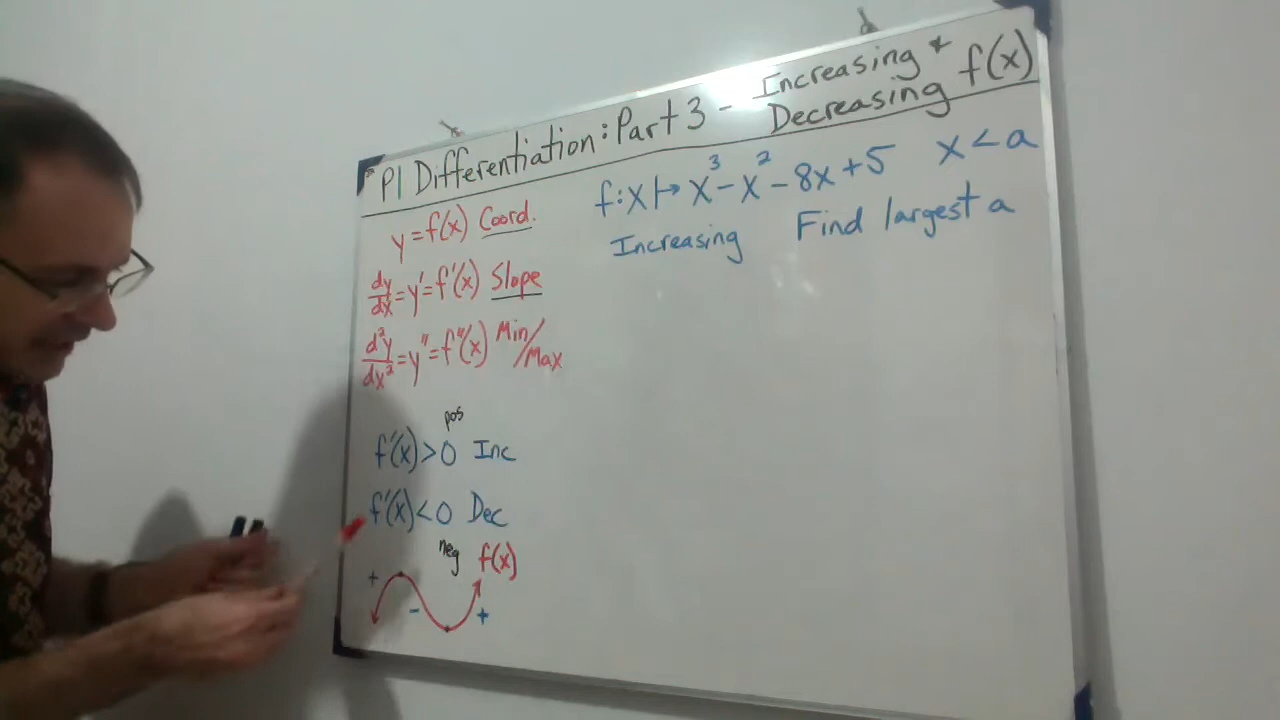 P1 Differentiation: Part 3 - Increasing + Decreasing f(x)
y = f(x) Coord.
dy/dx = y' = f'(x) Slope
d²y/dx² = y" = f"(x) Min/Max
pos
f'(x) > 0 Inc
f'(x) < 0 Dec
neg f(x)
+ - +
f: x ↦ x³ - x² - 8x + 5 x < a
Increasing Find largest a